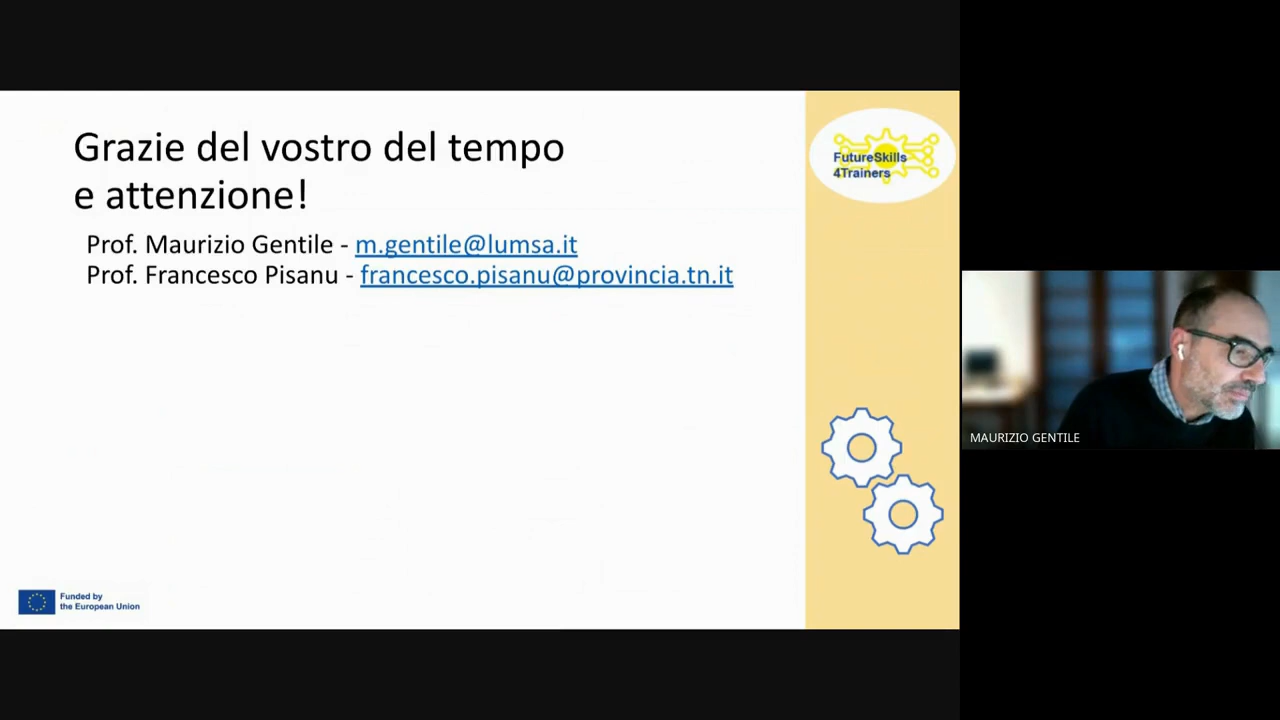 Grazie del vostro del tempo
e attenzione!
Prof. Maurizio Gentile - m.gentile@lumsa.it
Prof. Francesco Pisanu - francesco.pisanu@provincia.tn.it
FutureSkills
4Trainers
MAURIZIO GENTILE
Funded by
the European Union